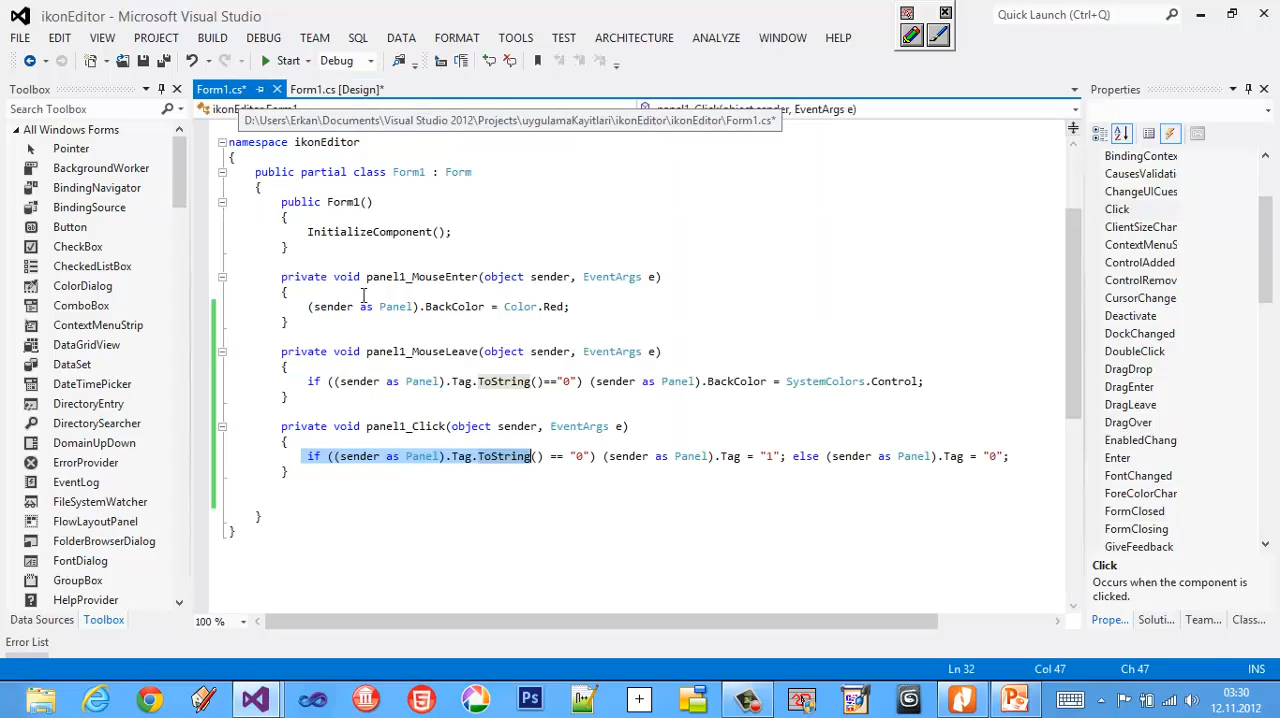 ikonEditor - Microsoft Visual Studio
Quick Launch (Ctrl+Q)
FILE EDIT VIEW PROJECT BUILD DEBUG TEAM SQL DATA FORMAT TOOLS TEST ARCHITECTURE ANALYZE WINDOW HELP
Start Debug
Toolbox
Form1.cs*
Form1.cs [Design]*
Properties
Search Toolbox
ikonEditor.Form1
panel1_Click(object sender, EventArgs e)
D:\Users\Erkan\Documents\Visual Studio 2012\Projects\uygulamaKayitlari\ikonEditor\ikonEditor\Form1.cs*
All Windows Forms
Pointer
BackgroundWorker
BindingNavigator
BindingSource
Button
CheckBox
CheckedListBox
ColorDialog
ComboBox
ContextMenuStrip
DataGridView
DataSet
DateTimePicker
DirectoryEntry
DirectorySearcher
DomainUpDown
ErrorProvider
EventLog
FileSystemWatcher
FlowLayoutPanel
FolderBrowserDialog
FontDialog
GroupBox
HelpProvider
Data Sources
Toolbox
namespace ikonEditor
{
public partial class Form1 : Form
{
public Form1()
{
InitializeComponent();
}
private void panel1_MouseEnter(object sender, EventArgs e)
{
(sender as Panel).BackColor = Color.Red;
}
private void panel1_MouseLeave(object sender, EventArgs e)
{
if ((sender as Panel).Tag.ToString()=="0") (sender as Panel).BackColor = SystemColors.Control;
}
private void panel1_Click(object sender, EventArgs e)
{
if ((sender as Panel).Tag.ToString() == "0") (sender as Panel).Tag = "1"; else (sender as Panel).Tag = "0";
}
}
}
100 %
BindingContex
CausesValidati
ChangeUICues
Click
ClientSizeChar
ContextMenuS
ControlAdded
ControlRemov
CursorChange
Deactivate
DockChanged
DoubleClick
DragDrop
DragEnter
DragLeave
DragOver
EnabledChang
Enter
FontChanged
ForeColorChar
FormClosed
FormClosing
GiveFeedback
Click
Occurs when the component is
clicked.
Prope... Soluti... Team... Class...
Error List
Ln 32
Col 47
Ch 47
INS
Ps
03:30
12.11.2012